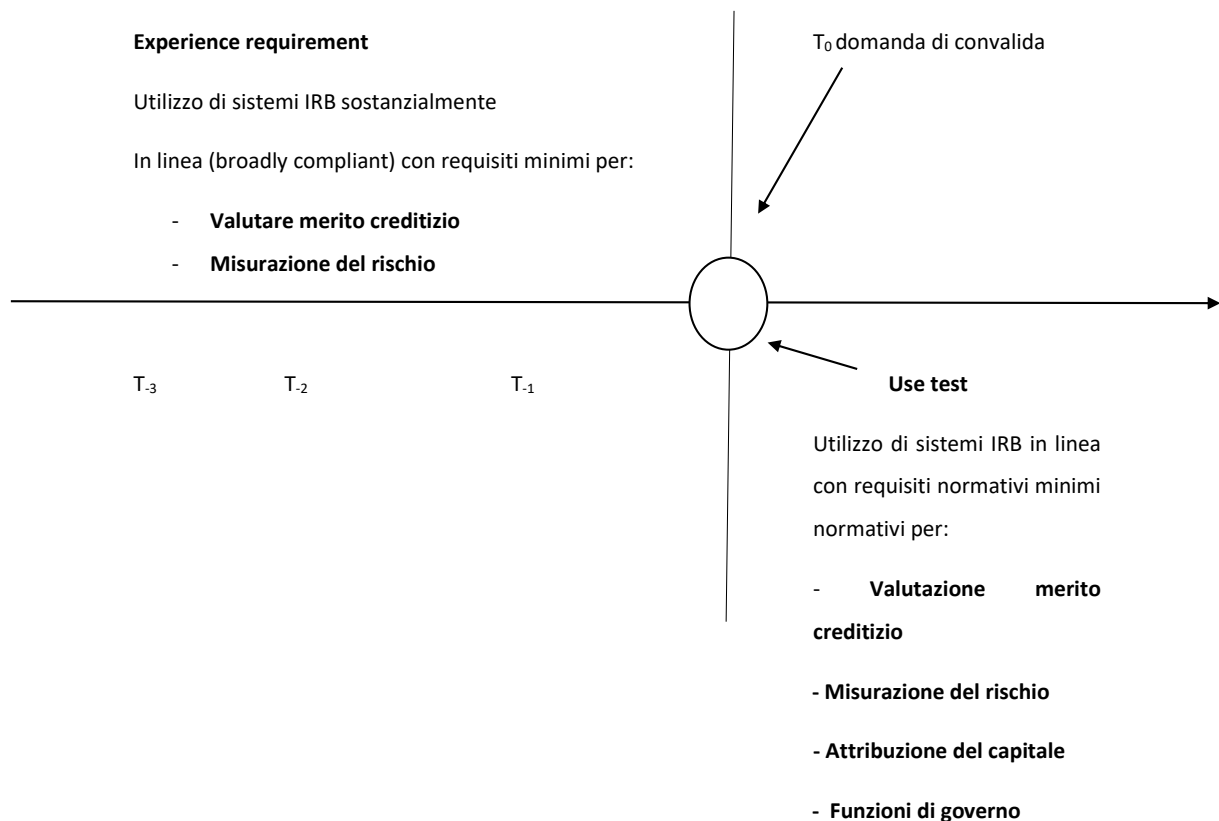 Experience requirement
T₀ domanda di convalida
Utilizzo di sistemi IRB sostanzialmente
In linea (broadly compliant) con requisiti minimi per:
- Valutare merito creditizio
- Misurazione del rischio
T₋₃ T₋₂ T₋₁
Use test
Utilizzo di sistemi IRB in linea
con requisiti normativi minimi
normativi per:
- Valutazione merito
creditizio
- Misurazione del rischio
- Attribuzione del capitale
- Funzioni di governo